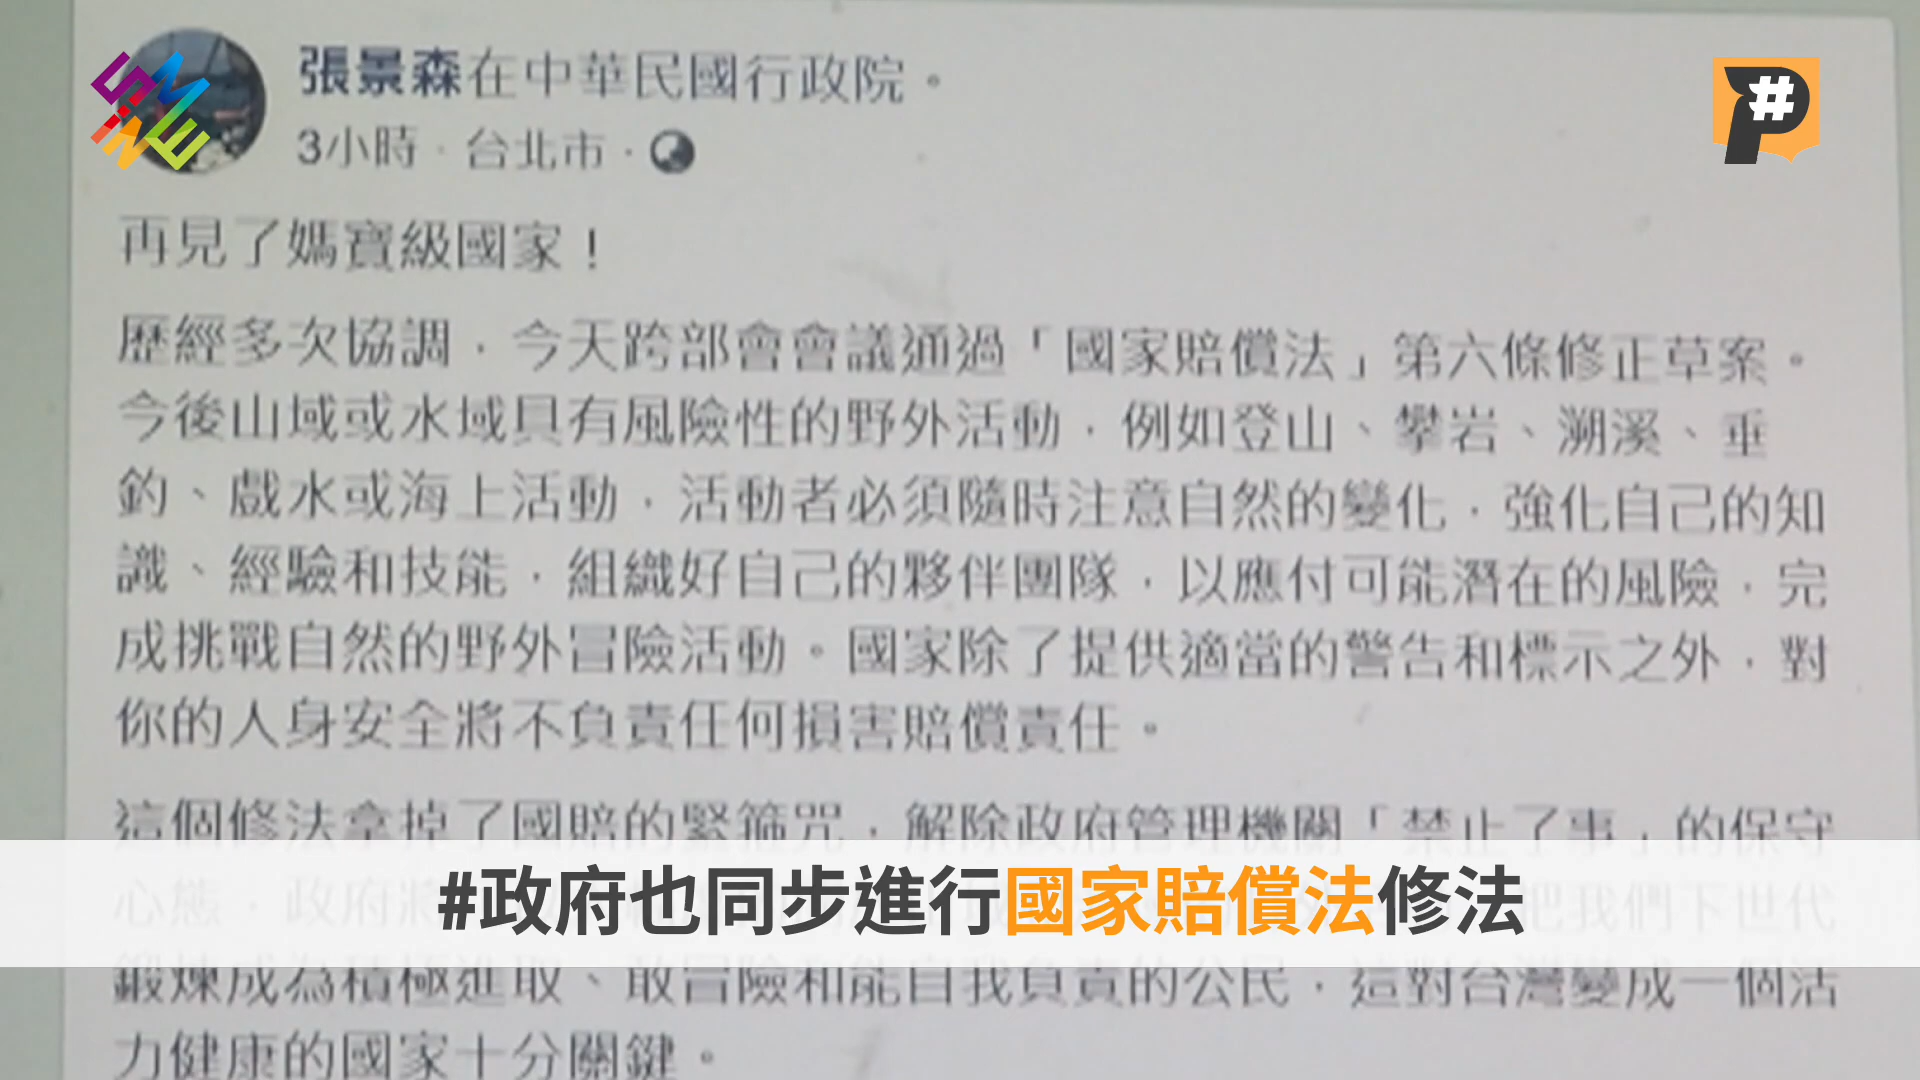 張景森在中華民國行政院。
3小時·台北市·
再見了媽寶級國家！
歷經多次協調，今天跨部會會議通過「國家賠償法」第六條修正草案。
今後山域或水域具有風險性的野外活動，例如登山、攀岩、溯溪、垂
釣、戲水或海上活動，活動者必須隨時注意自然的變化，強化自己的知
識、經驗和技能，組織好自己的夥伴團隊，以應付可能潛在的風險，完
成挑戰自然的野外冒險活動。國家除了提供適當的警告和標示之外，對
你的人身安全將不負責任何損害賠償責任。
這個修法拿掉了國賠的緊箍咒，解除政府管理機關「禁止了事」的保守
心態，政府將 把我們下世代
#政府也同步進行國家賠償法修法
鍛煉成為積極進取、敢冒險和能自我負責的公民，這對台灣變成一個活
力健康的國家十分關鍵。
SMILE
P#